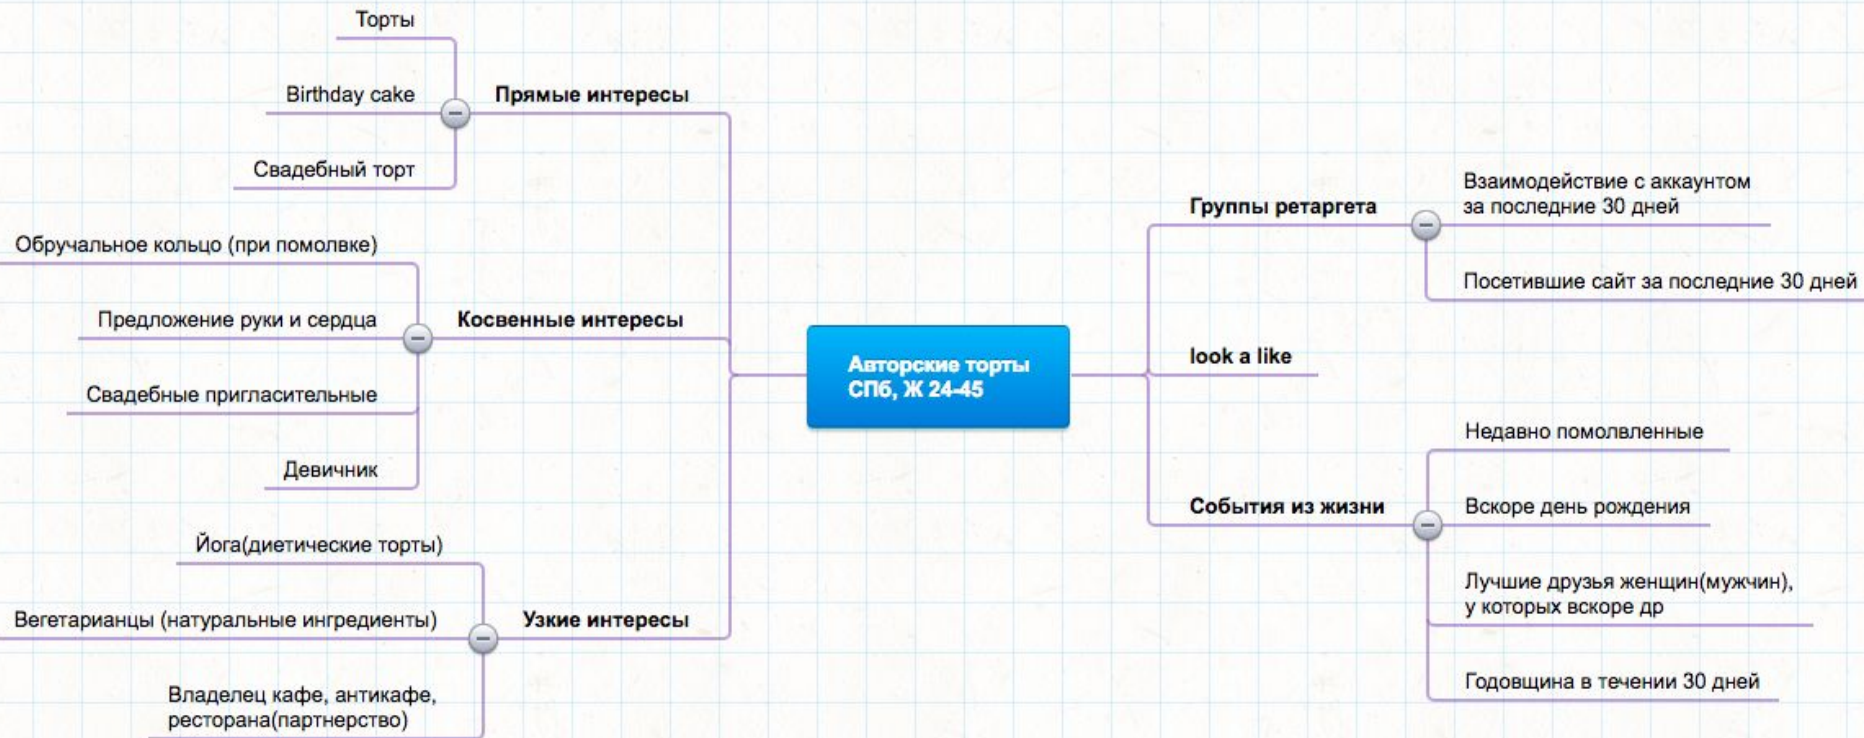 Торты
Birthday cake
Прямые интересы
Свадебный торт
Обручальное кольцо (при помолвке)
Предложение руки и сердца
Косвенные интересы
Свадебные пригласительные
Девичник
Йога(диетические торты)
Вегетарианцы (натуральные ингредиенты)
Узкие интересы
Владелец кафе, антикафе,
ресторана(партнерство)
Авторские торты
СПб, Ж 24-45
Группы ретаргета
Взаимодействие с аккаунтом
за последние 30 дней
Посетившие сайт за последние 30 дней
look a like
События из жизни
Недавно помолвленные
Вскоре день рождения
Лучшие друзья женщин(мужчин),
у которых вскоре др
Годовщина в течении 30 дней